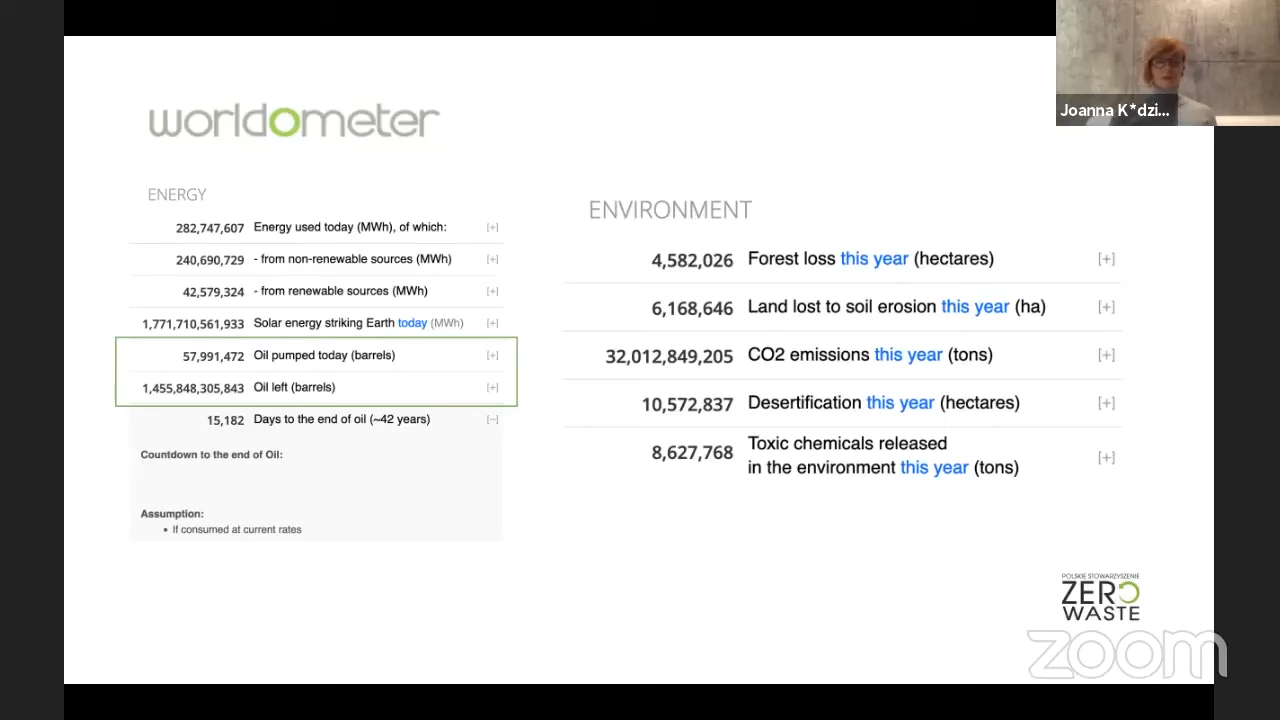 worldometer
ENERGY
282,747,607 Energy used today (MWh), of which: [+]
240,690,729 - from non-renewable sources (MWh) [+]
42,579,324 - from renewable sources (MWh) [+]
1,771,710,561,933 Solar energy striking Earth today (MWh) [+]
57,991,472 Oil pumped today (barrels) [+]
1,455,848,305,843 Oil left (barrels) [+]
15,182 Days to the end of oil (~42 years) [−]
Countdown to the end of Oil:
Assumption:
• If consumed at current rates
ENVIRONMENT
4,582,026 Forest loss this year (hectares) [+]
6,168,646 Land lost to soil erosion this year (ha) [+]
32,012,849,205 CO2 emissions this year (tons) [+]
10,572,837 Desertification this year (hectares) [+]
8,627,768 Toxic chemicals released
in the environment this year (tons) [+]
Joanna K*dzi...
POLSKIE STOWARZYSZENIE
ZERO
WASTE
zoom